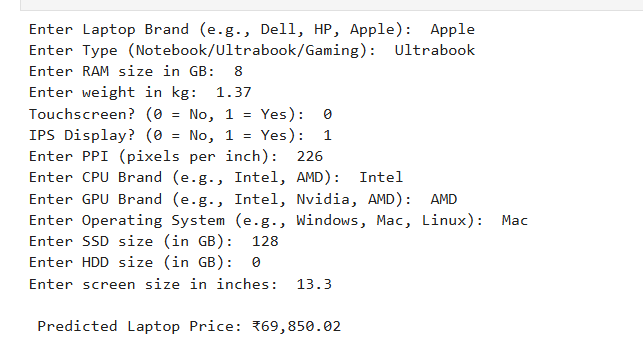 Enter Laptop Brand (e.g., Dell, HP, Apple):  Apple
Enter Type (Notebook/Ultrabook/Gaming):  Ultrabook
Enter RAM size in GB:  8
Enter weight in kg:  1.37
Touchscreen? (0 = No, 1 = Yes):  0
IPS Display? (0 = No, 1 = Yes):  1
Enter PPI (pixels per inch):  226
Enter CPU Brand (e.g., Intel, AMD):  Intel
Enter GPU Brand (e.g., Intel, Nvidia, AMD):  AMD
Enter Operating System (e.g., Windows, Mac, Linux):  Mac
Enter SSD size (in GB):  128
Enter HDD size (in GB):  0
Enter screen size in inches:  13.3
Predicted Laptop Price: ₹69,850.02